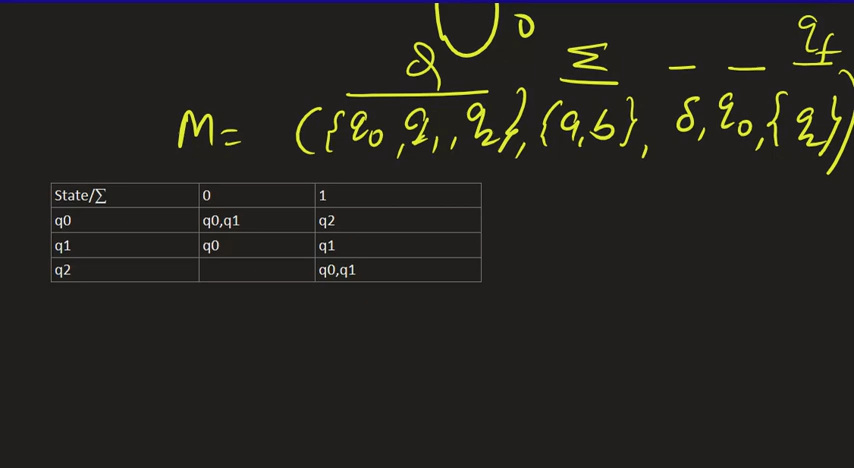 0
Q Σ — — qf
M = ({q0, q1, q2}, {a,b}, δ, q0, {q2})
State/∑ 0 1
q0 q0,q1 q2
q1 q0 q1
q2 q0,q1